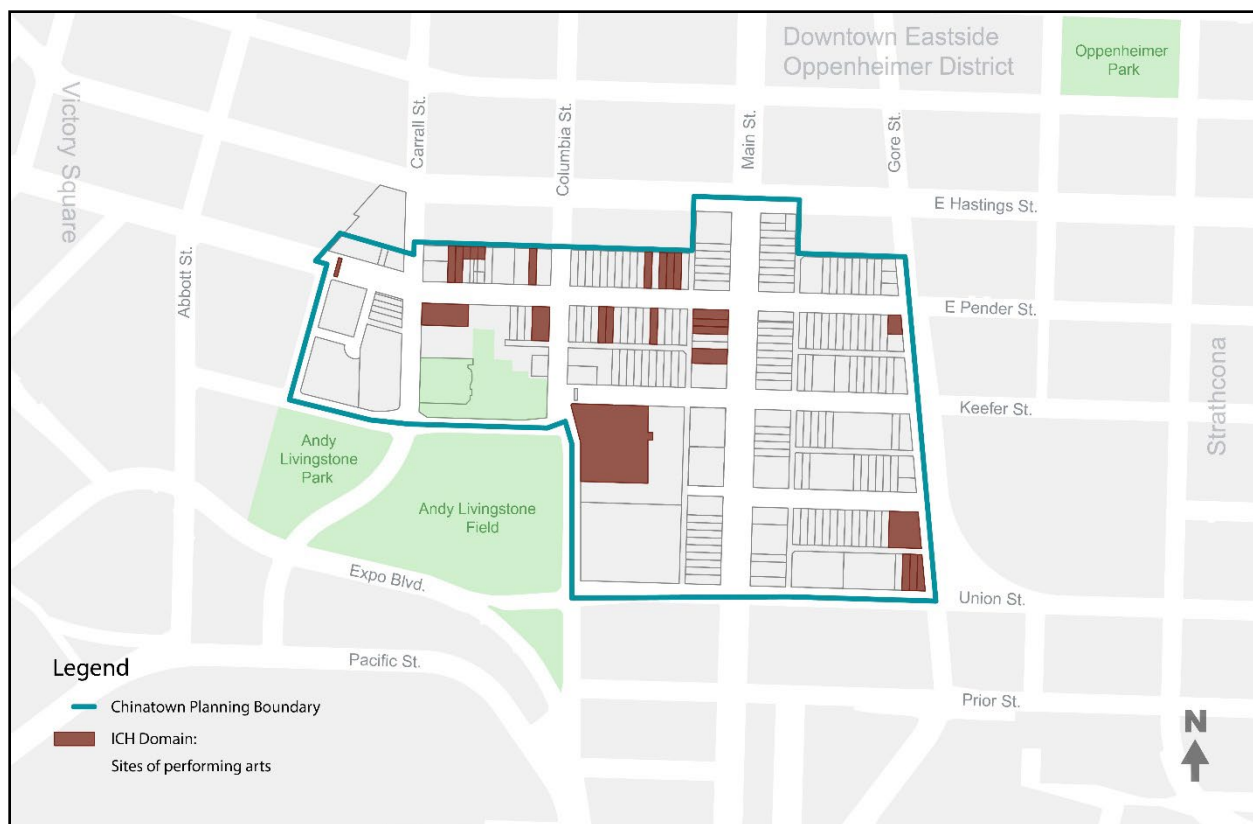 Downtown Eastside
Oppenheimer District
Oppenheimer
Park
Victory Square
Carrall St.
Columbia St.
Main St.
Gore St.
E Hastings St.
Abbott St.
E Pender St.
Strathcona
Keefer St.
Andy
Livingstone
Park
Andy Livingstone
Field
Expo Blvd.
Union St.
Pacific St.
Prior St.
Legend
Chinatown Planning Boundary
ICH Domain:
Sites of performing arts
N